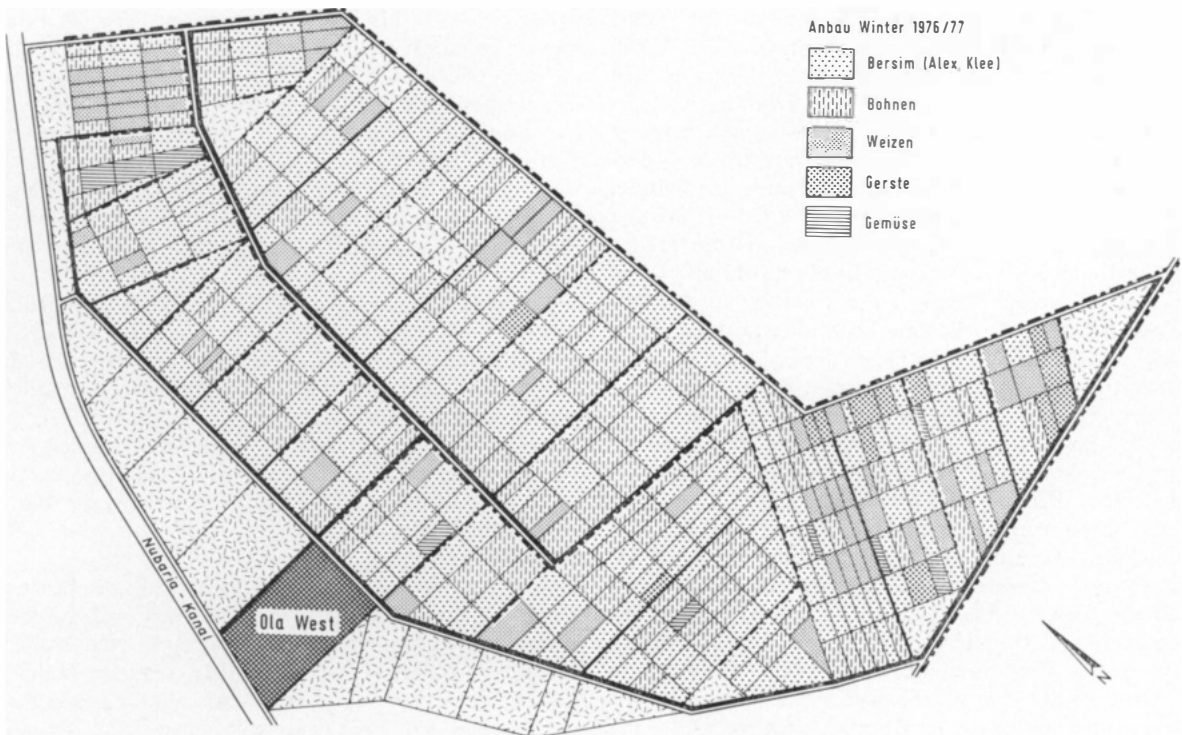 Anbau Winter 1976/77
Bersim (Alex. Klee)
Bohnen
Weizen
Gerste
Gemüse
Nubaria - Kanal
Ola West
N